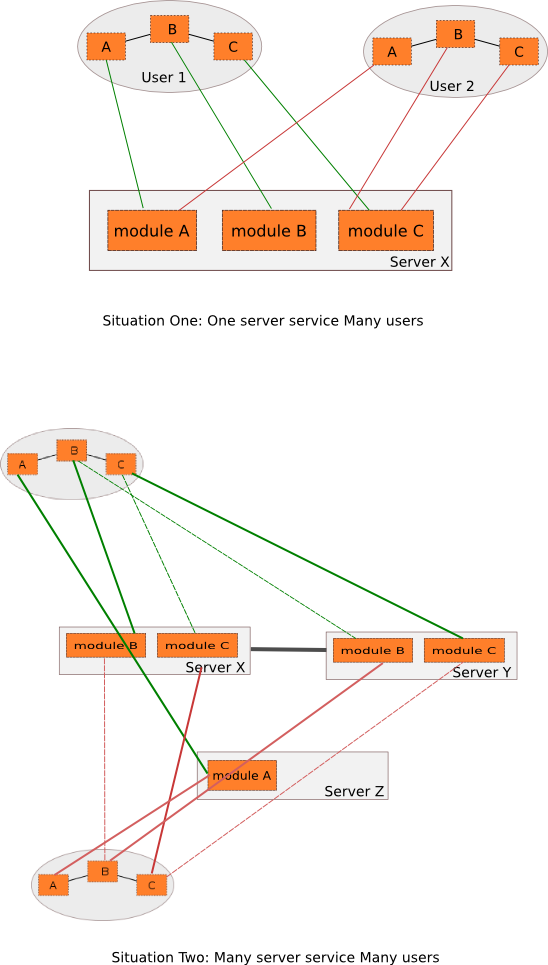 A
B
C
User 1
A
B
C
User 2
module A
module B
module C
Server X
Situation One: One server service Many users
A
B
C
module B
module C
Server X
module B
module C
Server Y
module A
Server Z
A
B
C
Situation Two: Many server service Many users